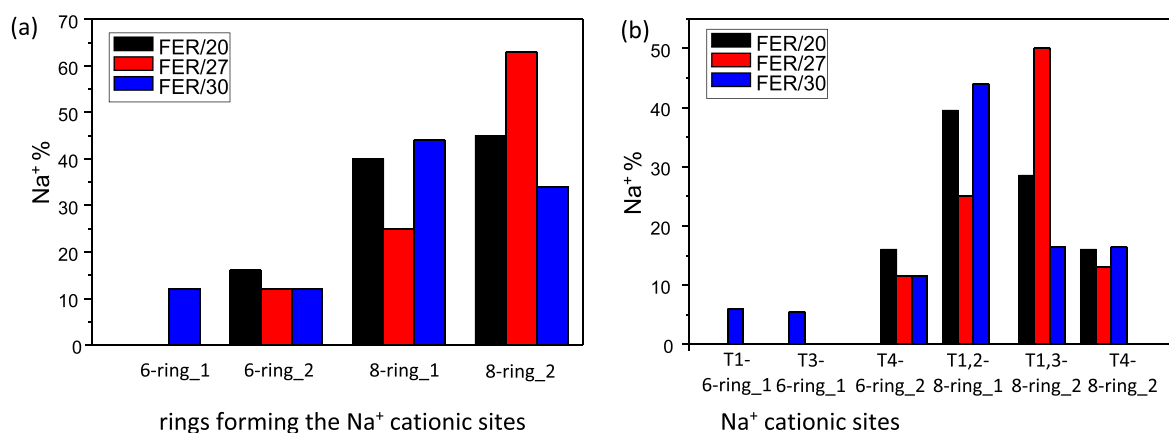 (a)
70
60
50
40
30
20
10
0
Na⁺ %
FER/20
FER/27
FER/30
6-ring_1 6-ring_2 8-ring_1 8-ring_2
rings forming the Na⁺ cationic sites
(b)
50
40
30
20
10
0
Na⁺ %
FER/20
FER/27
FER/30
T1- T3- T4- T1,2- T1,3- T4-
6-ring_1 6-ring_1 6-ring_2 8-ring_1 8-ring_2 8-ring_2
Na⁺ cationic sites